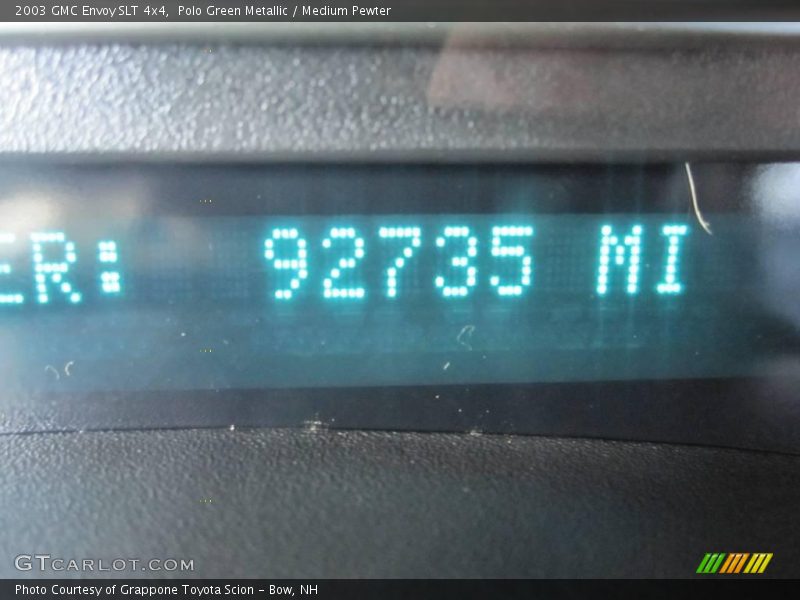 2003 GMC Envoy SLT 4x4, Polo Green Metallic / Medium Pewter
ER: 92735 MI
GTCARLOT.COM
Photo Courtesy of Grappone Toyota Scion - Bow, NH